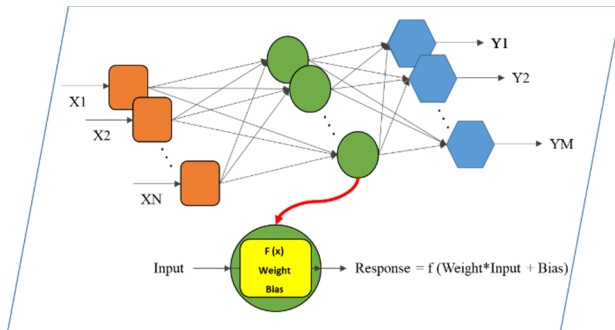 Y1
X1
Y2
X2
YM
XN
F (x)
Input
Weight
Response = f (Weight*Input + Bias)
Bias